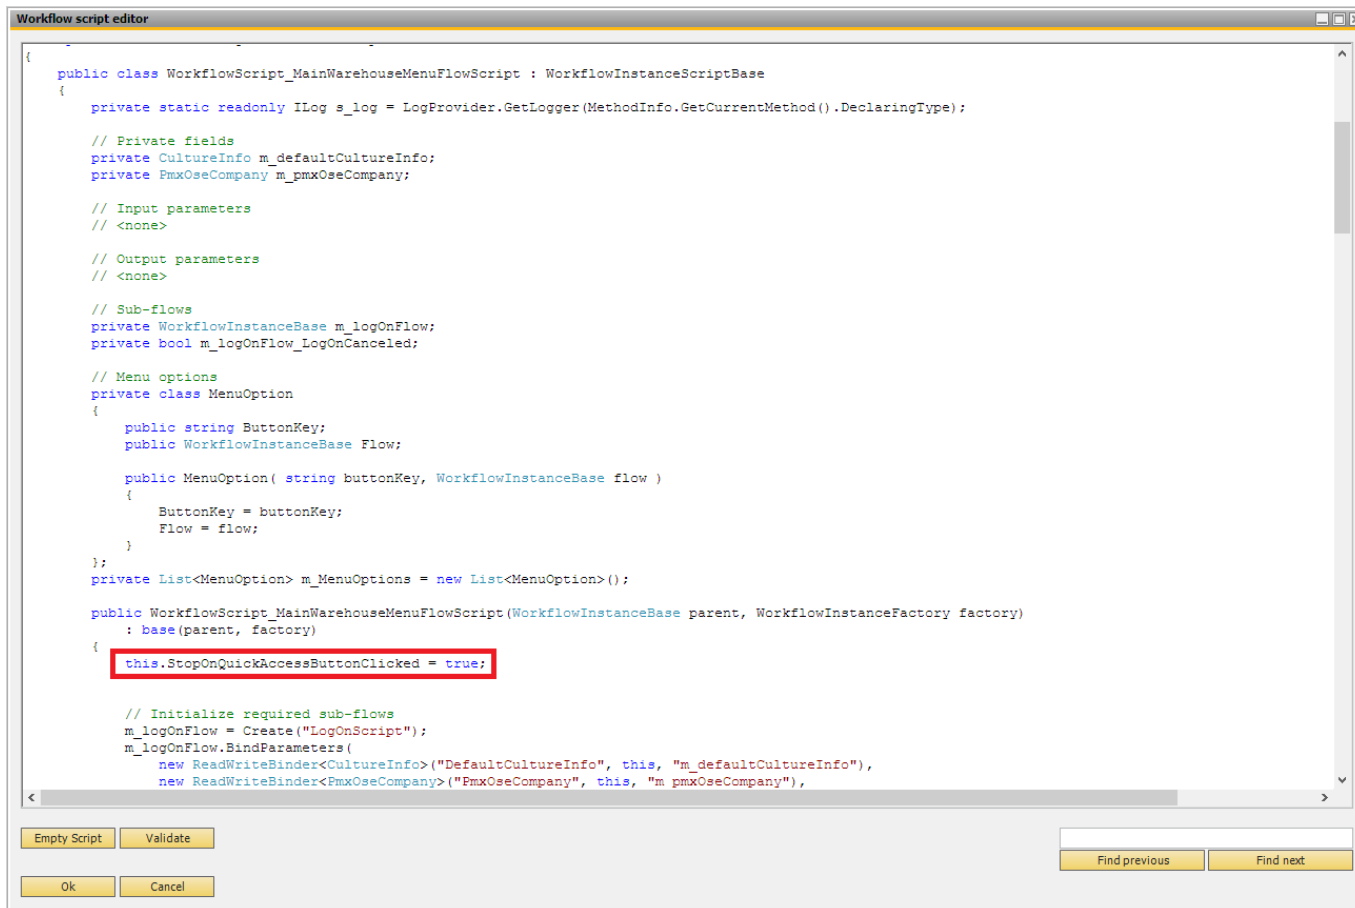 Workflow script editor
{
public class WorkflowScript_MainWarehouseMenuFlowScript : WorkflowInstanceScriptBase
{
private static readonly ILog s_log = LogProvider.GetLogger(MethodInfo.GetCurrentMethod().DeclaringType);
// Private fields
private CultureInfo m_defaultCultureInfo;
private PmxOseCompany m_pmxOseCompany;
// Input parameters
// <none>
// Output parameters
// <none>
// Sub-flows
private WorkflowInstanceBase m_logOnFlow;
private bool m_logOnFlow_LogOnCanceled;
// Menu options
private class MenuOption
{
public string ButtonKey;
public WorkflowInstanceBase Flow;
public MenuOption( string buttonKey, WorkflowInstanceBase flow )
{
ButtonKey = buttonKey;
Flow = flow;
}
};
private List<MenuOption> m_MenuOptions = new List<MenuOption>();
public WorkflowScript_MainWarehouseMenuFlowScript(WorkflowInstanceBase parent, WorkflowInstanceFactory factory)
: base(parent, factory)
{
this.StopOnQuickAccessButtonClicked = true;
// Initialize required sub-flows
m_logOnFlow = Create("LogOnScript");
m_logOnFlow.BindParameters(
new ReadWriteBinder<CultureInfo>("DefaultCultureInfo", this, "m_defaultCultureInfo"),
new ReadWriteBinder<PmxOseCompany>("PmxOseCompany", this, "m_pmxOseCompany"),
Empty Script
Validate
Find previous
Find next
Ok
Cancel